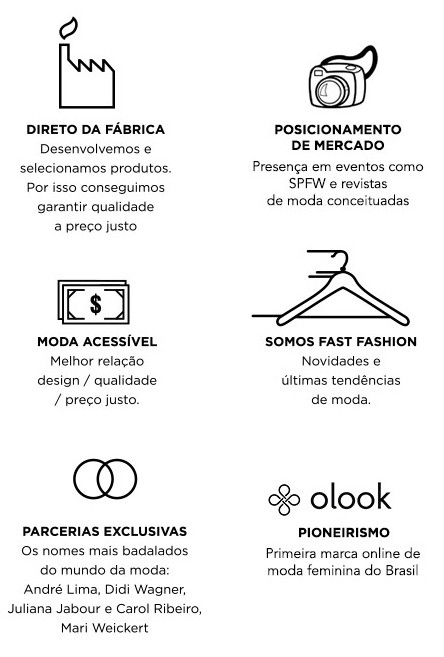 DIRETO DA FÁBRICA
Desenvolvemos e
selecionamos produtos.
Por isso conseguimos
garantir qualidade
a preço justo
POSICIONAMENTO
DE MERCADO
Presença em eventos como
SPFW e revistas
de moda conceituadas
$
MODA ACESSÍVEL
Melhor relação
design / qualidade
/ preço justo.
SOMOS FAST FASHION
Novidades e
últimas tendências
de moda.
PARCERIAS EXCLUSIVAS
Os nomes mais badalados
do mundo da moda:
André Lima, Didi Wagner,
Juliana Jabour e Carol Ribeiro,
Mari Weickert
olook
PIONEIRISMO
Primeira marca online de
moda feminina do Brasil